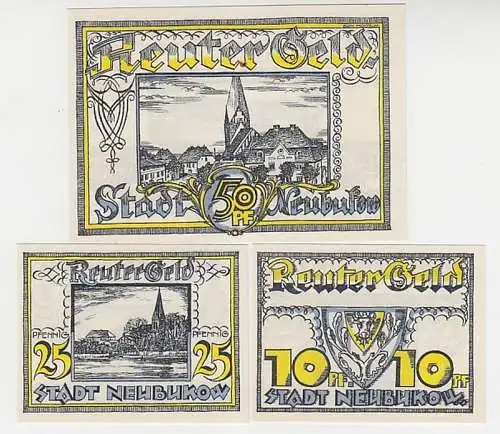 Reuter Geld
Stadt 50 PF. Neubukow
Reuter Geld
PFENNIG PFENNIG
25 25
STADT NEUBUKOW
Reuter Geld
10 PF. 10 PF
STADT NEUBUKOW